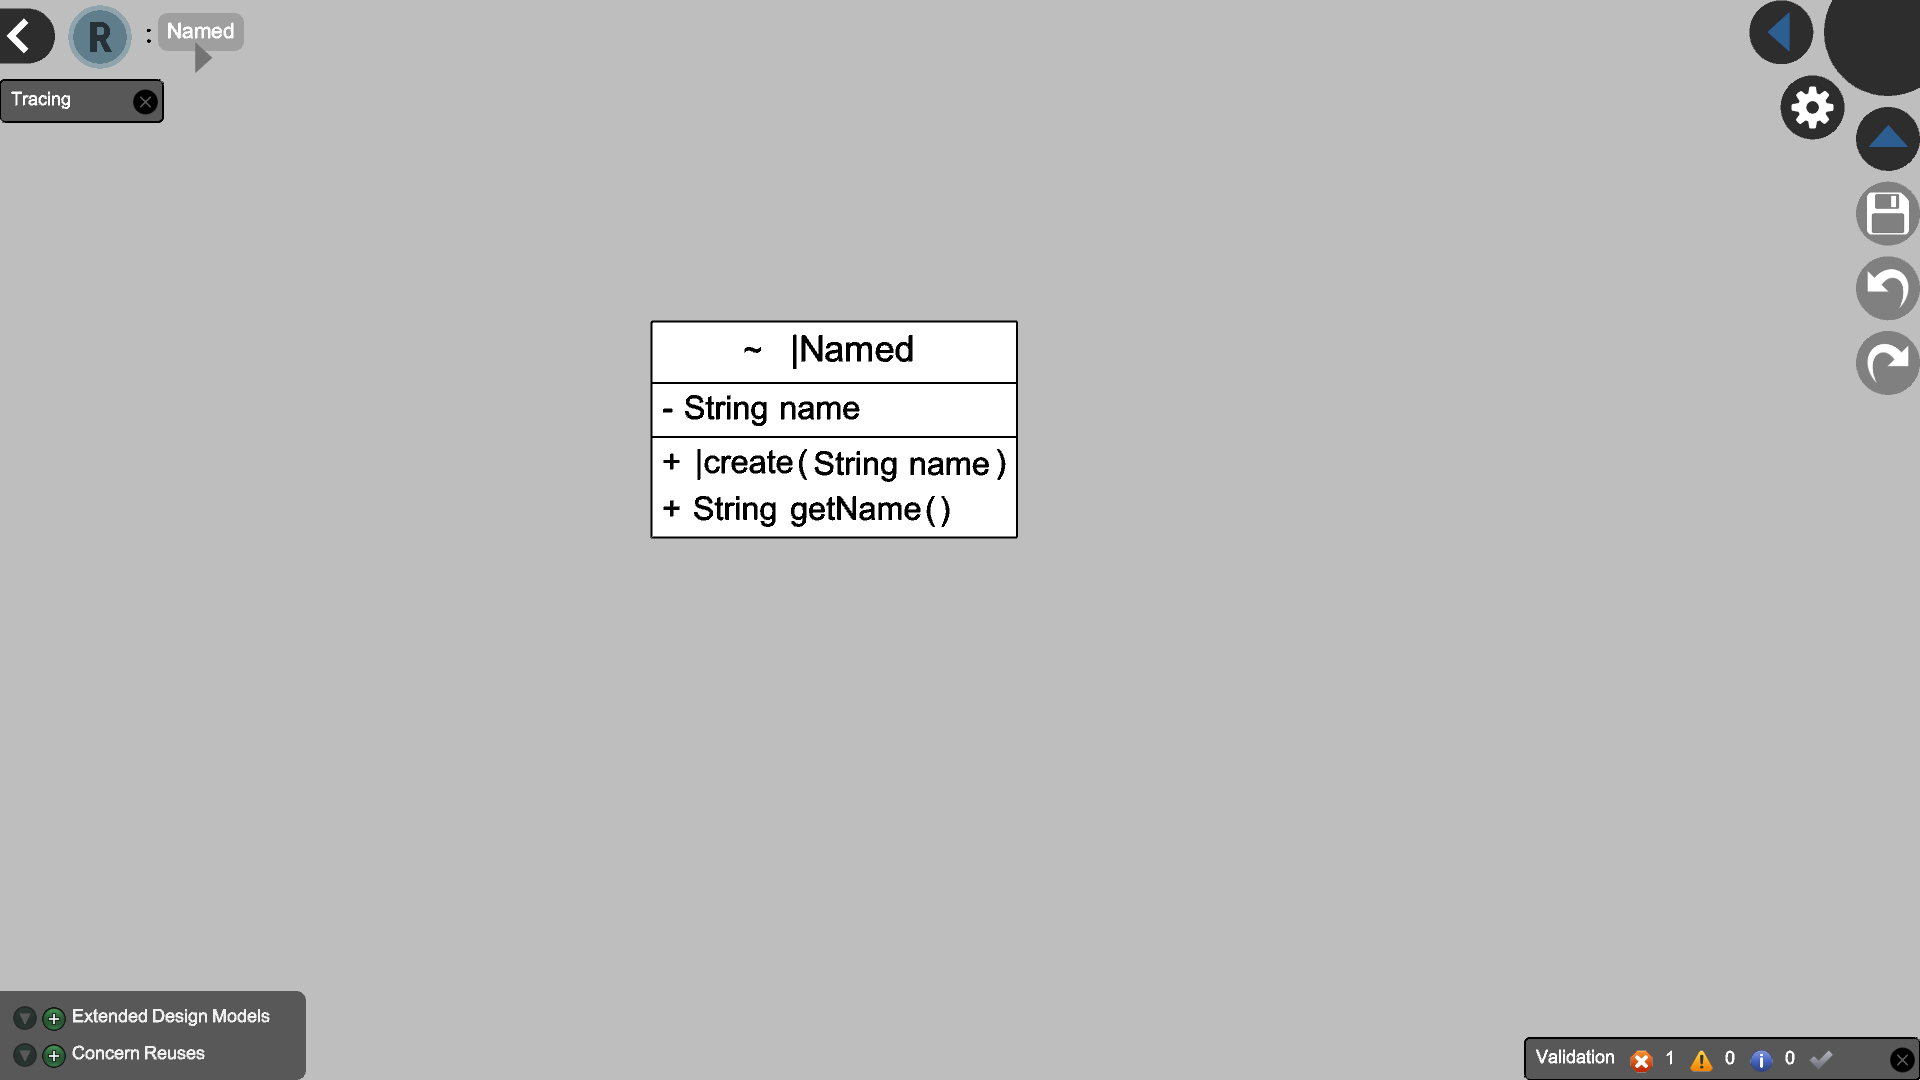 R : Named
Tracing
~ |Named
- String name
+ |create(String name)
+ String getName()
Extended Design Models
Concern Reuses
Validation 1 0 0